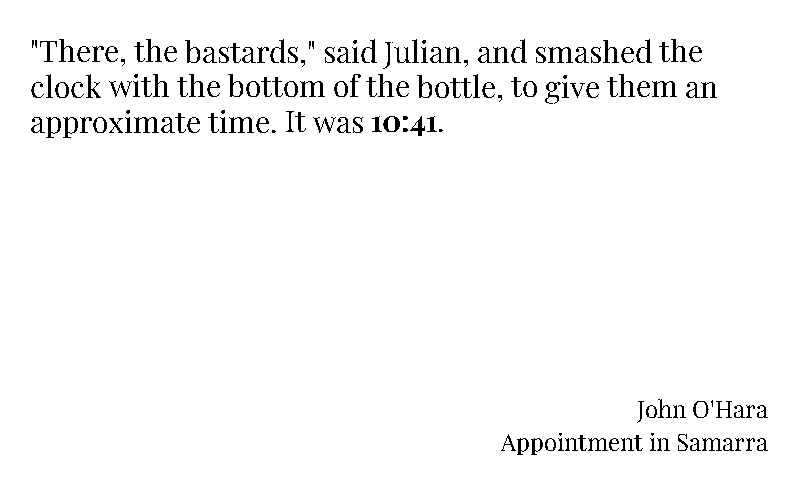 "There, the bastards," said Julian, and smashed the
clock with the bottom of the bottle, to give them an
approximate time. It was 10:41.
John O'Hara
Appointment in Samarra